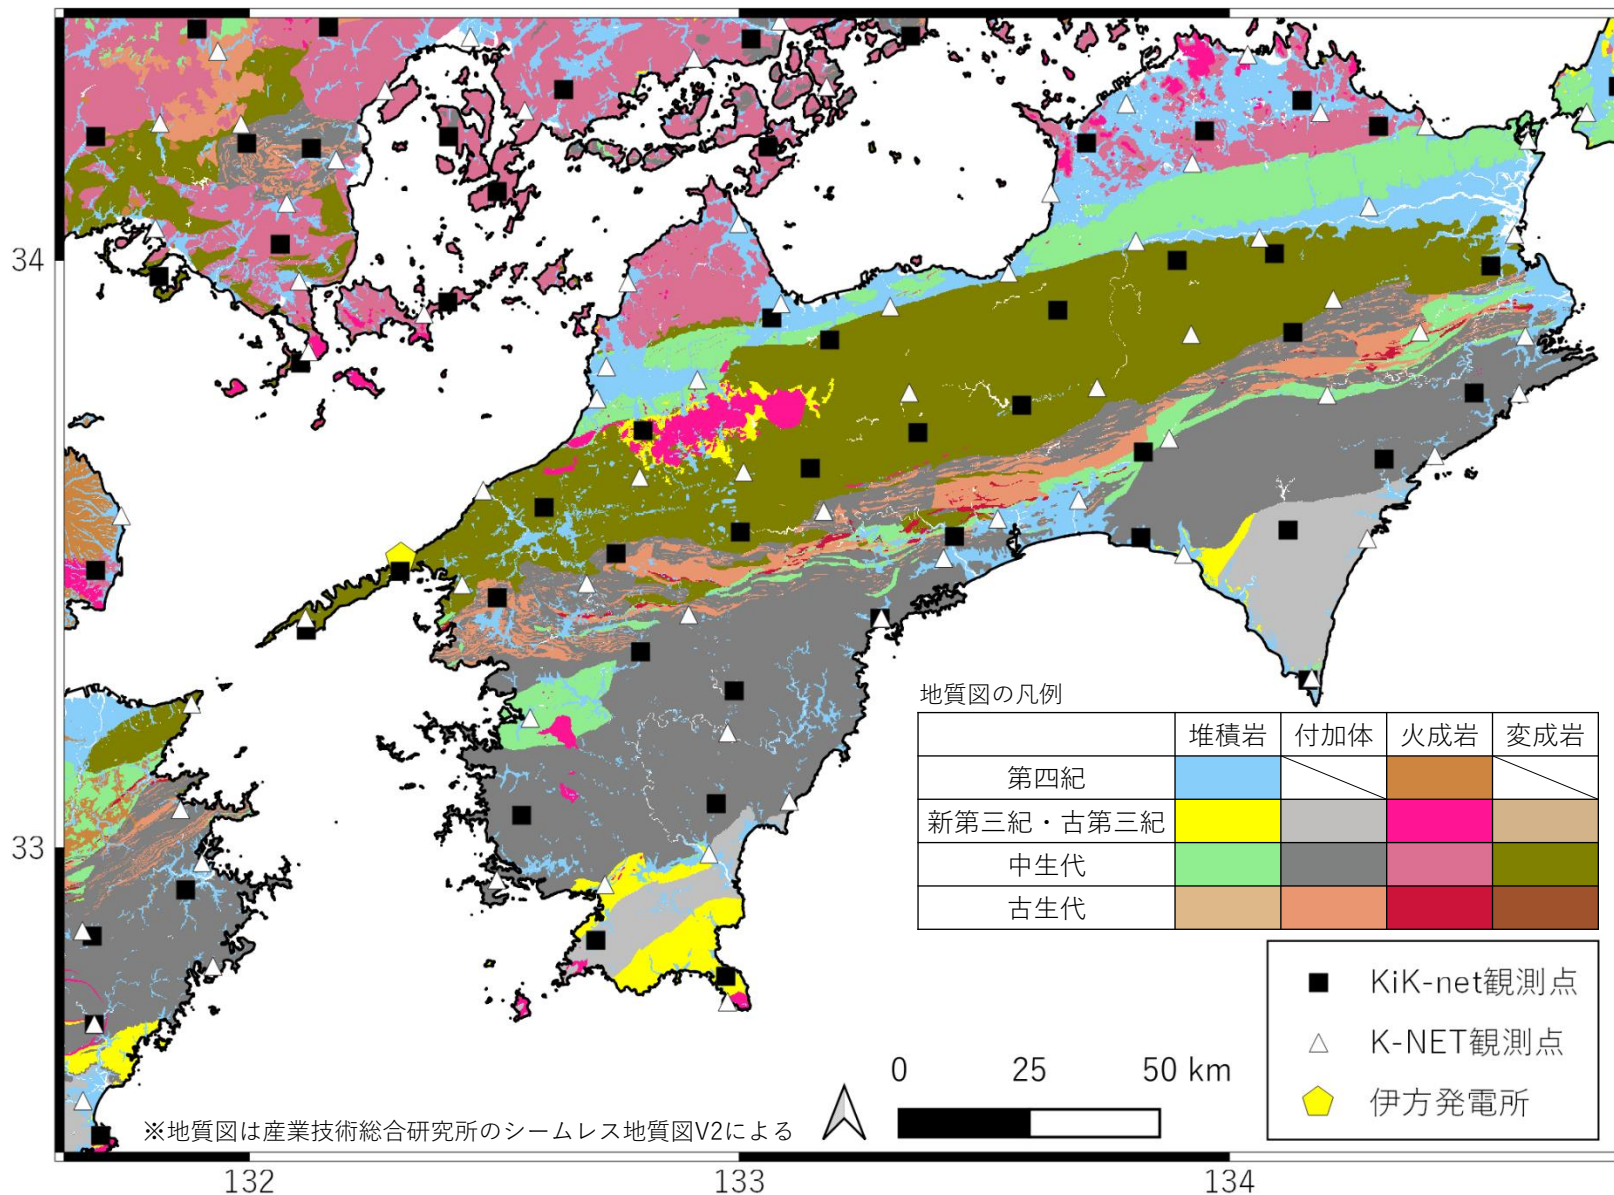 34
33
132
133
134
地質図の凡例
堆積岩 付加体 火成岩 変成岩
第四紀
新第三紀・古第三紀
中生代
古生代
KiK-net観測点
K-NET観測点
伊方発電所
0 25 50 km
※地質図は産業技術総合研究所のシームレス地質図V2による